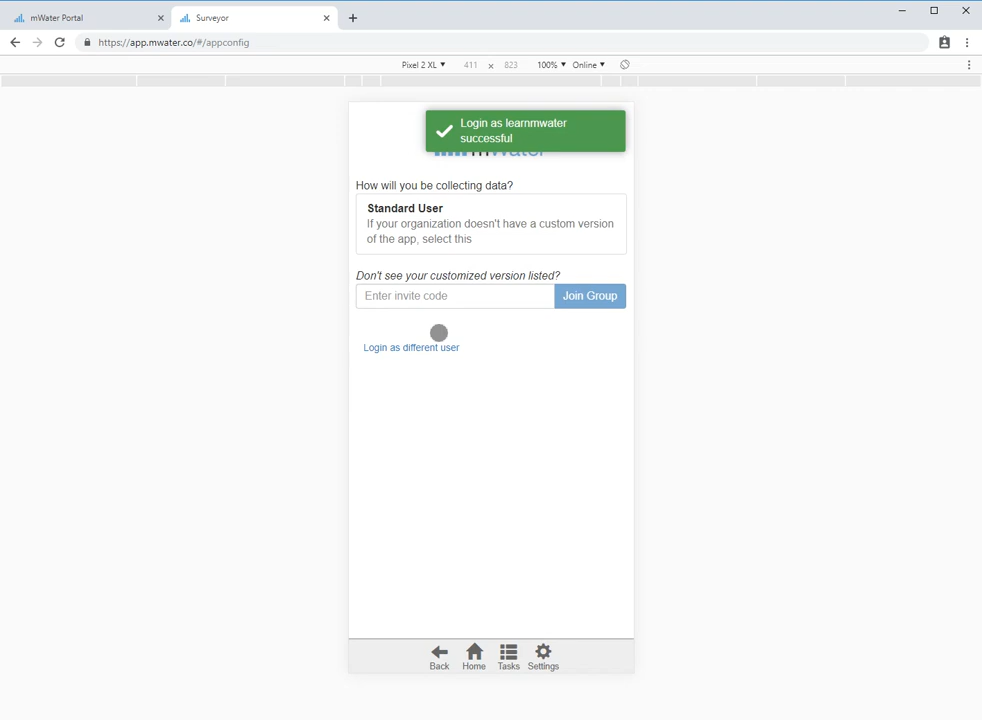 mWater Portal
Surveyor
https://app.mwater.co/#/appconfig
Pixel 2 XL ▼ 411 x 823 100% ▼ Online ▼
Login as learnmwater
successful
mWater
How will you be collecting data?
Standard User
If your organization doesn't have a custom version
of the app, select this
Don't see your customized version listed?
Enter invite code
Join Group
Login as different user
Back Home Tasks Settings